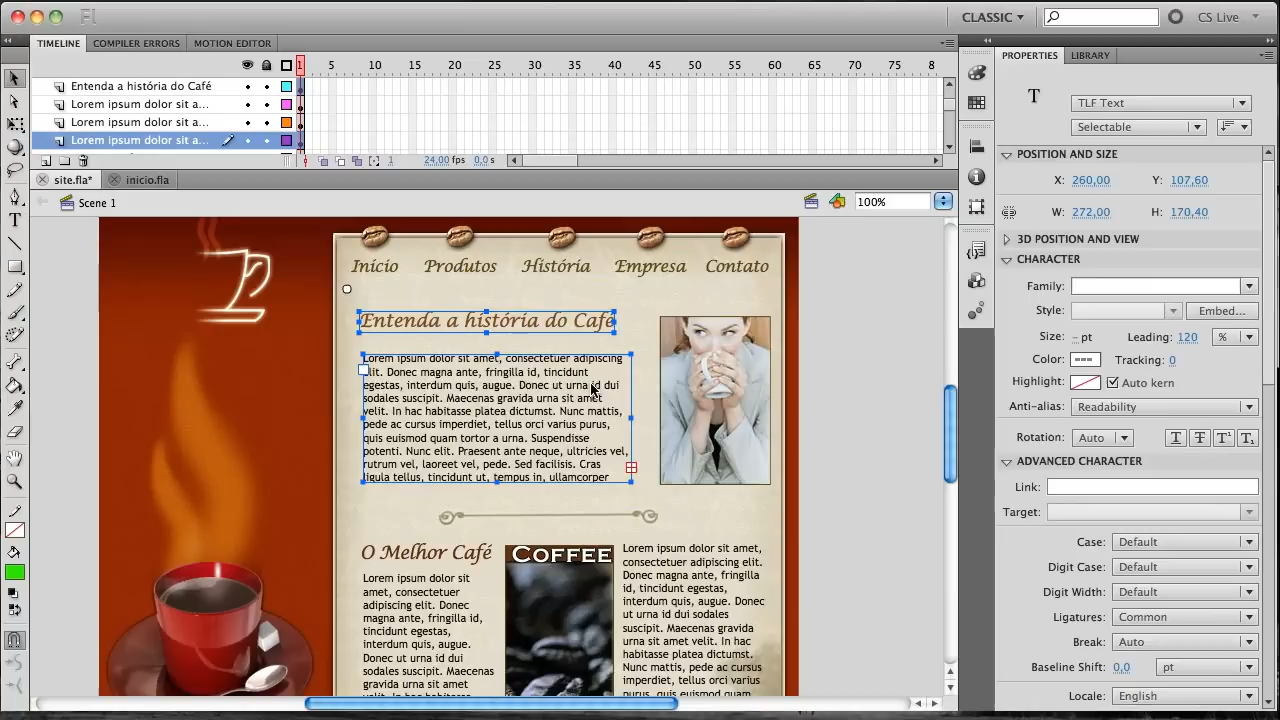 Fl
CLASSIC
CS Live
TIMELINE
COMPILER ERRORS
MOTION EDITOR
1 5 10 15 20 25 30 35 40 45 50 55 60 65 70 75 8
Entenda a história do Café
Lorem ipsum dolor sit a...
Lorem ipsum dolor sit a...
Lorem ipsum dolor sit a...
1 24,00 fps 0,0 s
site.fla*
inicio.fla
Scene 1
100%
Início
Produtos
História
Empresa
Contato
Entenda a história do Café
Lorem ipsum dolor sit amet, consectetuer adipiscing
elit. Donec magna ante, fringilla id, tincidunt
egestas, interdum quis, augue. Donec ut urna id dui
sodales suscipit. Maecenas gravida urna sit amet
velit. In hac habitasse platea dictumst. Nunc mattis,
pede ac cursus imperdiet, tellus orci varius purus,
quis euismod quam tortor a urna. Suspendisse
potenti. Nunc elit. Praesent ante neque, ultricies vel,
rutrum vel, laoreet vel, pede. Sed facilisis. Cras
ligula tellus, tincidunt ut, tempus in, ullamcorper
O Melhor Café
Lorem ipsum dolor sit
amet, consectetuer
adipiscing elit. Donec
magna ante, fringilla id,
tincidunt egestas,
interdum quis, augue.
Donec ut urna id dui
sodales suscipit. Maecenas
gravida urna sit amet
COFFEE
Lorem ipsum dolor sit amet,
consectetuer adipiscing elit.
Donec magna ante, fringilla
id, tincidunt egestas,
interdum quis, augue. Donec
ut urna id dui sodales
suscipit. Maecenas gravida
urna sit amet velit. In hac
habitasse platea dictumst.
Nunc mattis, pede ac cursus
imperdiet, tellus orci varius
purus, quis euismod quam
PROPERTIES
LIBRARY
T
TLF Text
Selectable
POSITION AND SIZE
X: 260,00 Y: 107,60
W: 272,00 H: 170,40
3D POSITION AND VIEW
CHARACTER
Family:
Style:
Embed...
Size: -- pt Leading: 120 %
Color: Tracking: 0
Highlight: Auto kern
Anti-alias: Readability
Rotation: Auto
ADVANCED CHARACTER
Link:
Target:
Case: Default
Digit Case: Default
Digit Width: Default
Ligatures: Common
Break: Auto
Baseline Shift: 0,0 pt
Locale: English